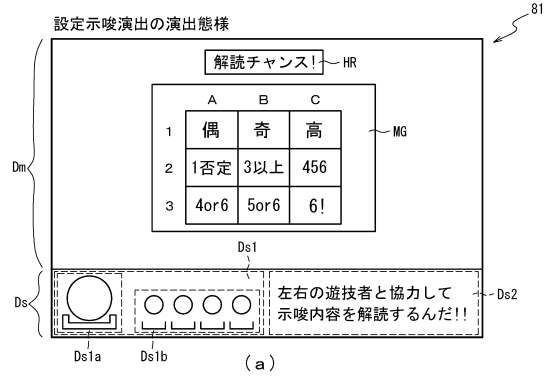 設定示唆演出の演出態様
81
解読チャンス!
HR
A B C
1 偶 奇 高
MG
2 1否定 3以上 456
3 4or6 5or6 6!
Dm
Ds1
Ds
左右の遊技者と協力して
示唆内容を解読するんだ!!
Ds2
Ds1a Ds1b
(a)